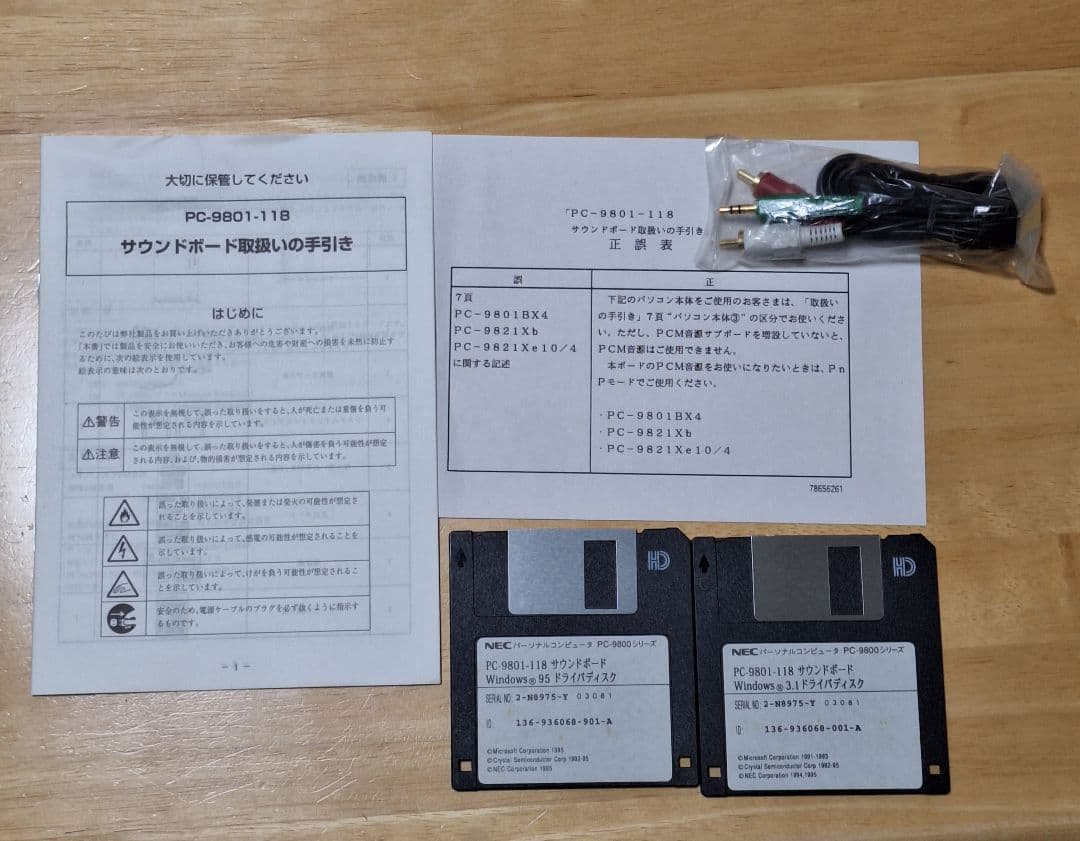 大切に保管してください
PC-9801-118
サウンドボード取扱いの手引き
はじめに
このたびは弊社製品をお買い上げいただきありがとうございます。
「本書」では製品を安全にお使いいただき、お客様への危害や財産への損害を未然に防止す
るために、次の絵表示を使用しています。
絵表示の意味は次のとおりです。
⚠警告
この表示を無視して、誤った取り扱いをすると、人が死亡または重傷を負う可
能性が想定される内容を示しています。
⚠注意
この表示を無視して、誤った取り扱いをすると、人が傷害を負う可能性が想定
される内容、および、物的損害が想定される内容を示しています。
誤った取り扱いによって、発煙または発火の可能性が想定さ
れることを示しています。
誤った取り扱いによって、感電の可能性が想定されることを
示しています。
誤った取り扱いによって、けがを負う可能性が想定されるこ
とを示しています。
安全のため、電源ケーブルのプラグを必ず抜くように指示す
るものです。
– 1 –
「PC-9801-118
サウンドボード取扱いの手引き
正 誤 表
誤
正
7頁
PC-9801BX4
PC-9821Xb
PC-9821Xe10/4
に関する記述
下記のパソコン本体をご使用のお客さまは、「取扱い
の手引き」7頁“パソコン本体③”の区分でお使いくださ
い。ただし、PCM音源サブボードを増設していないと、
PCM音源はご使用できません。
本ボードのPCM音源をお使いになりたいときは、Pn
Pモードでご使用ください。
・PC-9801BX4
・PC-9821Xb
・PC-9821Xe10/4
78656261
HD
NEC パーソナルコンピュータ PC-9800シリーズ
PC-9801-118 サウンドボード
Windows® 95 ドライバディスク
SERIAL NO: 2-N8975-Y 03081
ID: 136-936068-901-A
©Microsoft Corporation 1995
©Crystal Semiconductor Corp 1992-95
©NEC Corporation 1995
HD
NEC パーソナルコンピュータ PC-9800シリーズ
PC-9801-118 サウンドボード
Windows® 3.1 ドライバディスク
SERIAL NO: 2-N8975-Y 03081
ID: 136-936068-001-A
©Microsoft Corporation 1991-1993
©Crystal Semiconductor Corp 1992-95
©NEC Corporation 1994,1995